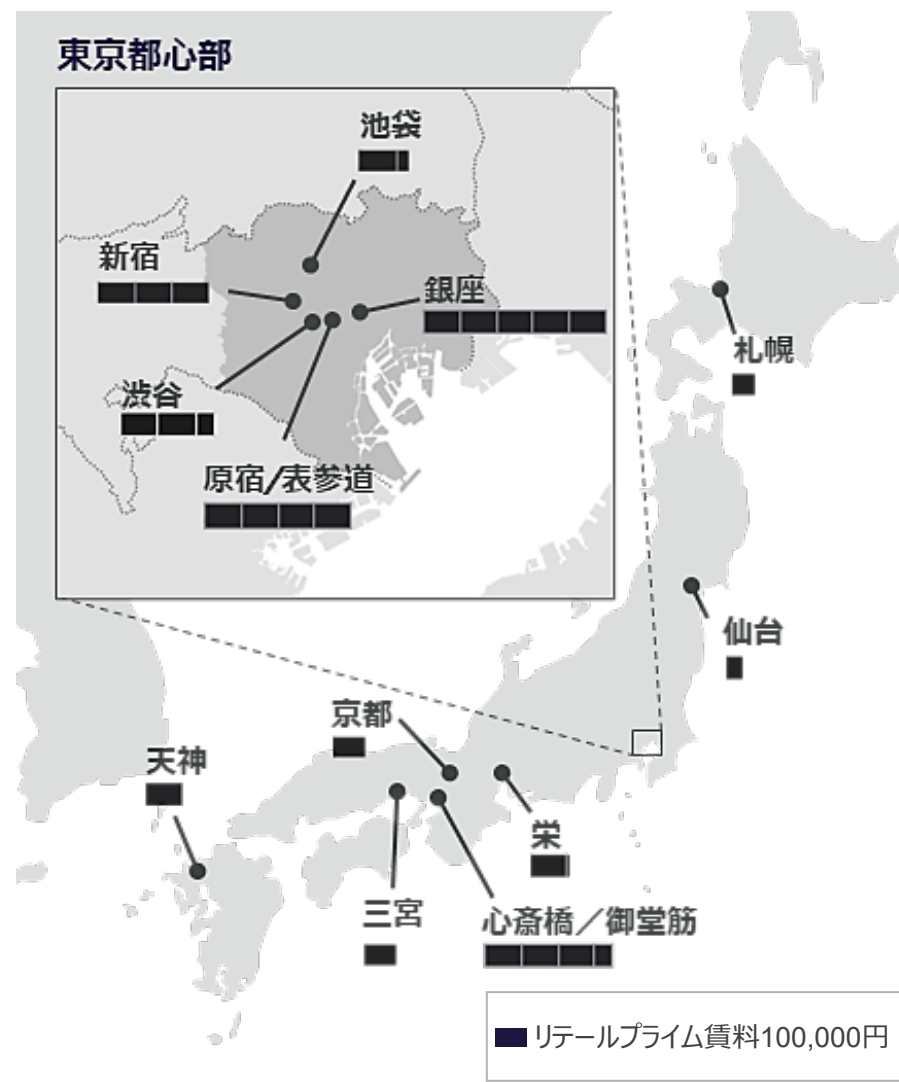 東京都心部
池袋
新宿
銀座
渋谷
原宿/表参道
札幌
仙台
京都
天神
栄
三宮
心斎橋／御堂筋
リテールプライム賃料100,000円